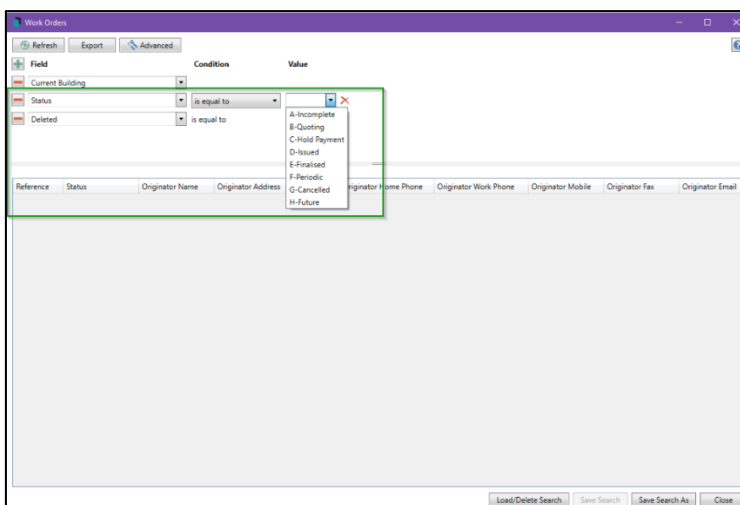 Work Orders
Refresh Export Advanced
Field Condition Value
Current Building
Status is equal to
Deleted is equal to
A-Incomplete
B-Quoting
C-Hold Payment
D-Issued
E-Finalised
F-Periodic
G-Cancelled
H-Future
Reference Status Originator Name Originator Address Originator Home Phone Originator Work Phone Originator Mobile Originator Fax Originator Email
Load/Delete Search Save Search Save Search As Close